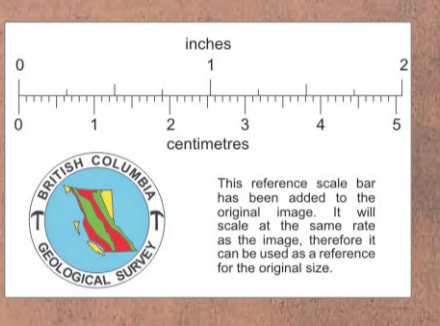 inches
0 1 2
0 1 2 3 4 5
centimetres
BRITISH COLUMBIA
GEOLOGICAL SURVEY
This reference scale bar
has been added to the
original image. It will
scale at the same rate
as the image, therefore it
can be used as a reference
for the original size.